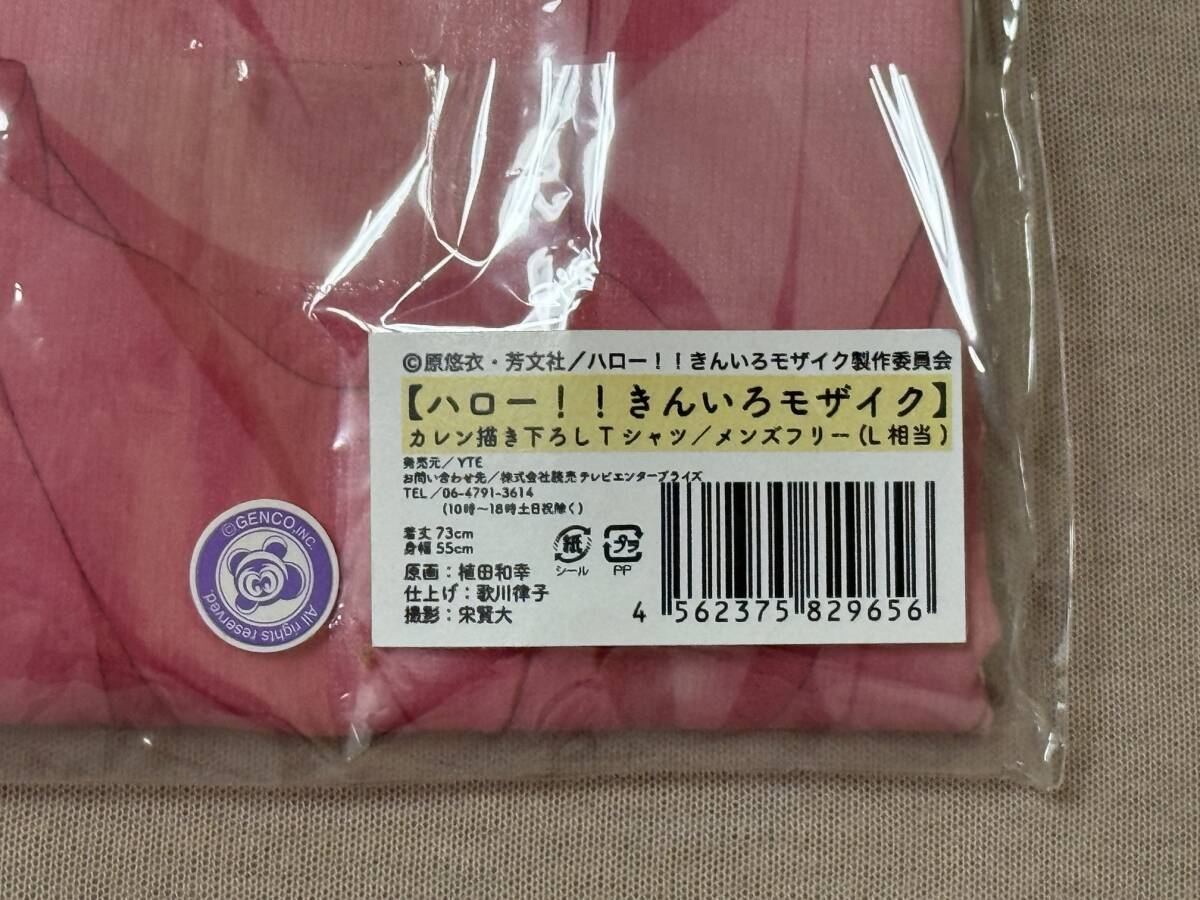 ©原悠衣・芳文社／ハロー！！きんいろモザイク製作委員会
【ハロー！！きんいろモザイク】
カレン描き下ろしTシャツ／メンズフリー(L相当)
発売元／YTE
お問い合わせ先／株式会社読売テレビエンタープライズ
TEL／06-4791-3614
(10時～18時土日祝除く)
着丈 73cm
身幅 55cm
紙
シール
プラ
PP
原画：植田和幸
仕上げ：歌川律子
撮影：宋賢大
4 562375 829656
©GENCO,INC.
All rights reserved.